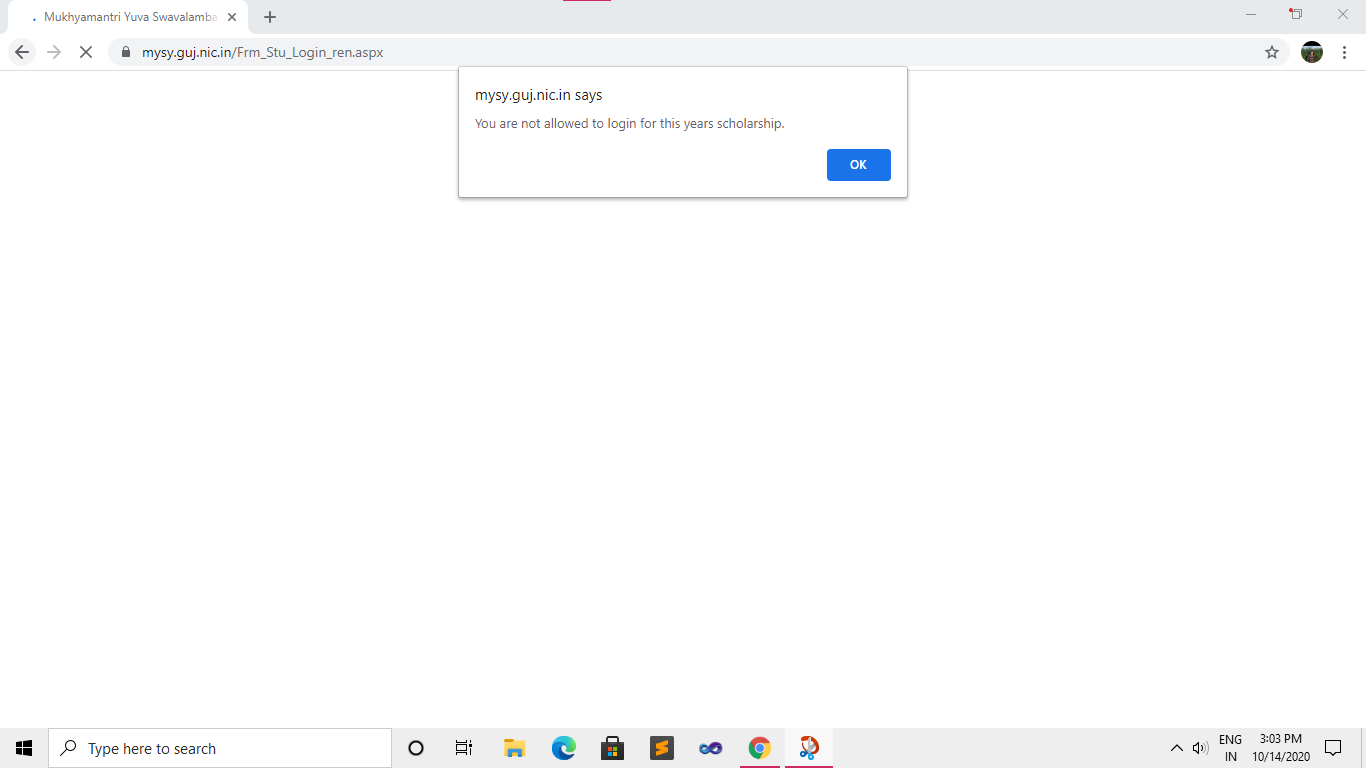 Mukhyamantri Yuva Swavalamba
mysy.guj.nic.in/Frm_Stu_Login_ren.aspx
mysy.guj.nic.in says
You are not allowed to login for this years scholarship.
OK
Type here to search
ENG
IN
3:03 PM
10/14/2020